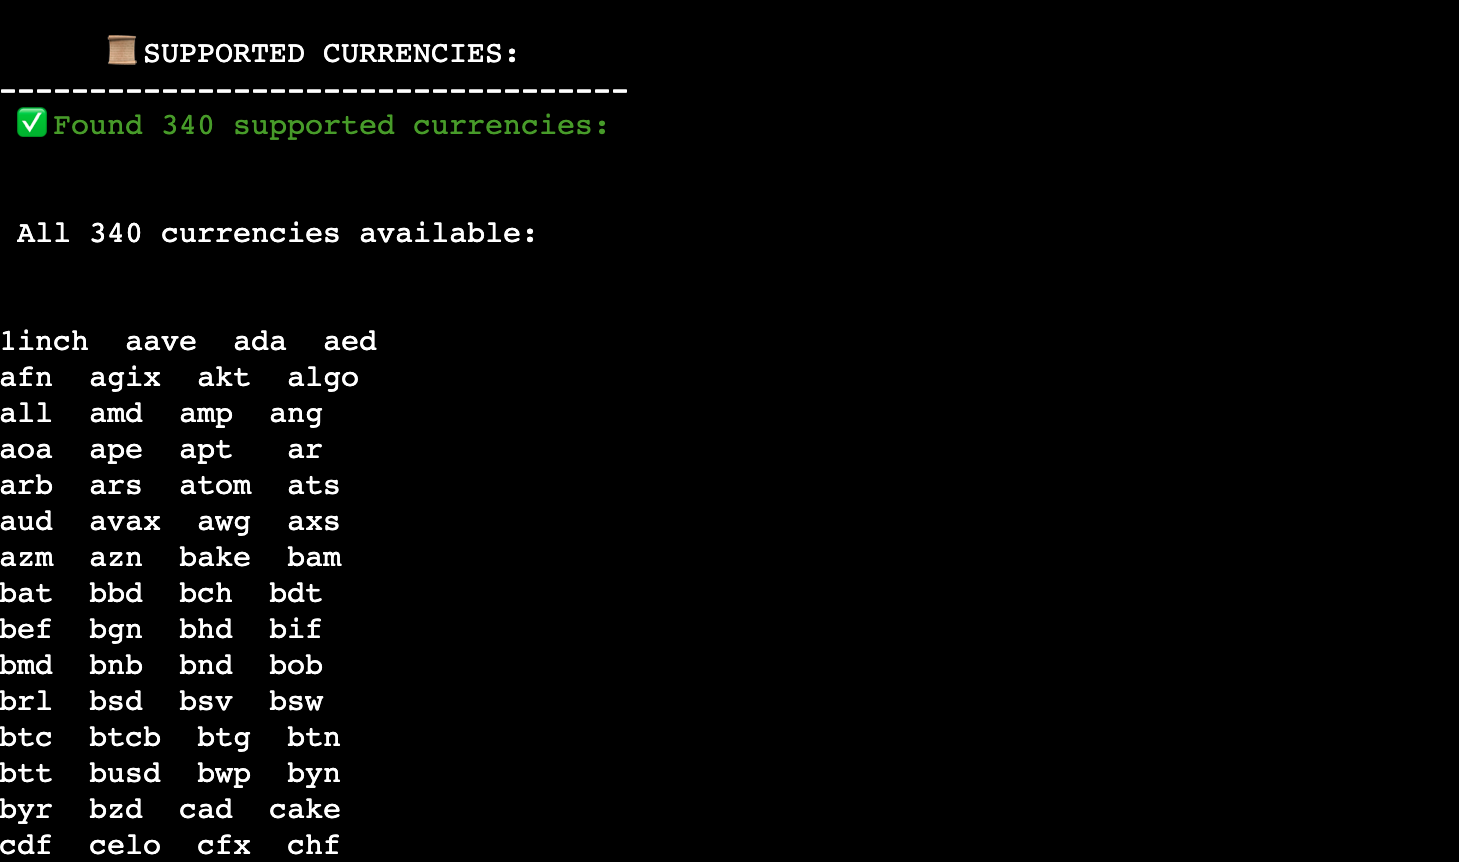 📜SUPPORTED CURRENCIES:
-----------------------------------
✅Found 340 supported currencies:
All 340 currencies available:
1inch  aave  ada  aed
afn  agix  akt  algo
all  amd  amp  ang
aoa  ape  apt   ar
arb  ars  atom  ats
aud  avax  awg  axs
azm  azn  bake  bam
bat  bbd  bch  bdt
bef  bgn  bhd  bif
bmd  bnb  bnd  bob
brl  bsd  bsv  bsw
btc  btcb  btg  btn
btt  busd  bwp  byn
byr  bzd  cad  cake
cdf  celo  cfx  chf